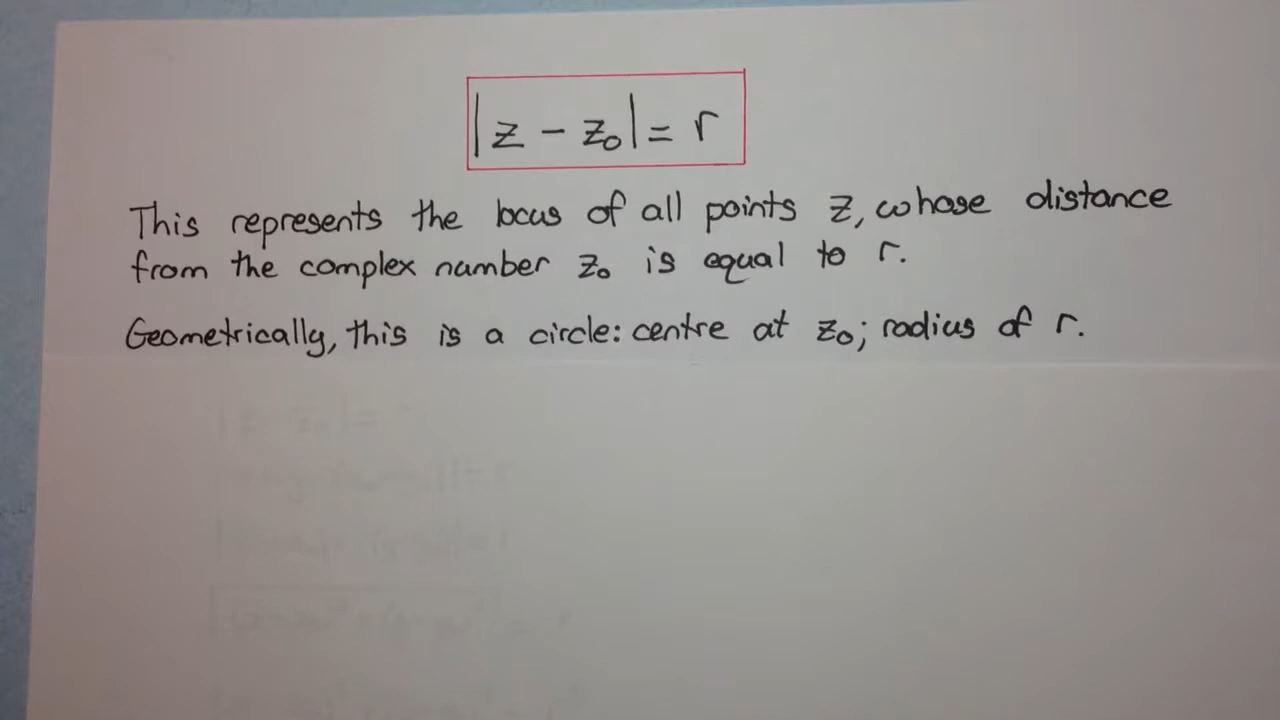 |z - z₀| = r
This represents the locus of all points z, whose distance
from the complex number z₀ is equal to r.
Geometrically, this is a circle: centre at z₀; radius of r.